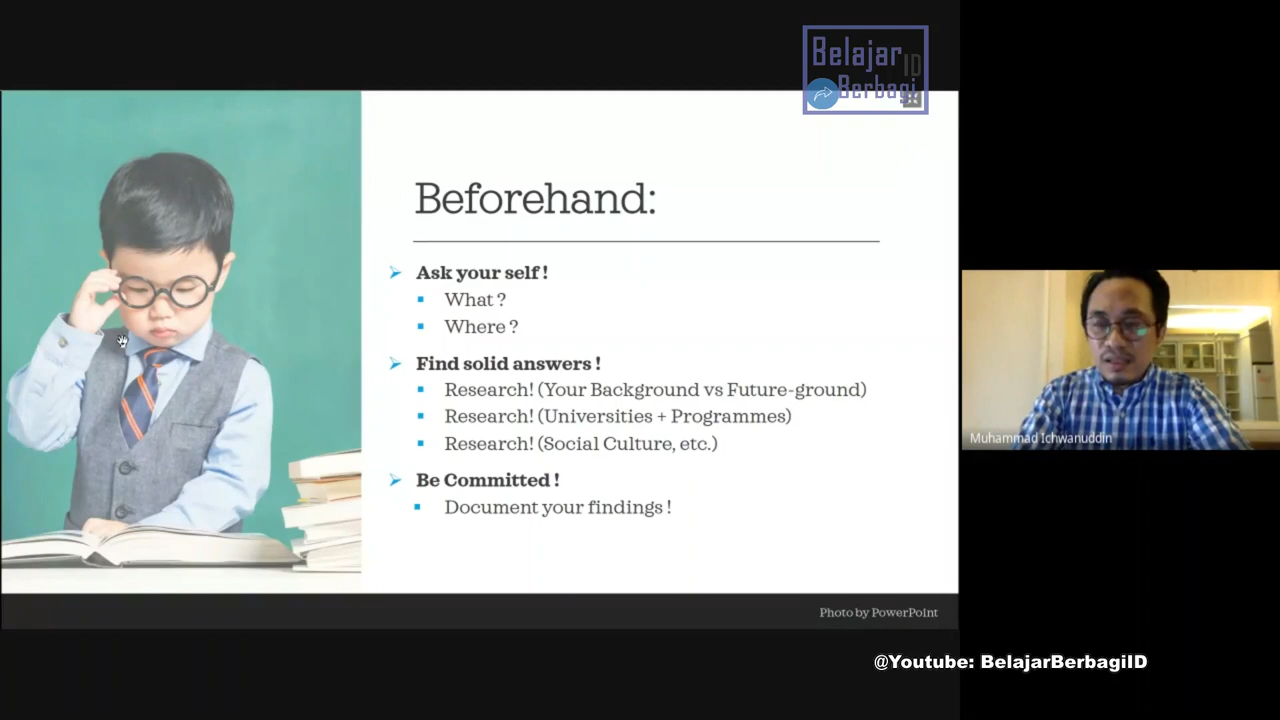 Belajar
ID
Berbagi
Beforehand:
Ask your self !
What ?
Where ?
Find solid answers !
Research! (Your Background vs Future-ground)
Research! (Universities + Programmes)
Research! (Social Culture, etc.)
Be Committed !
Document your findings !
Muhammad Ichwanuddin
Photo by PowerPoint
@Youtube: BelajarBerbagiID